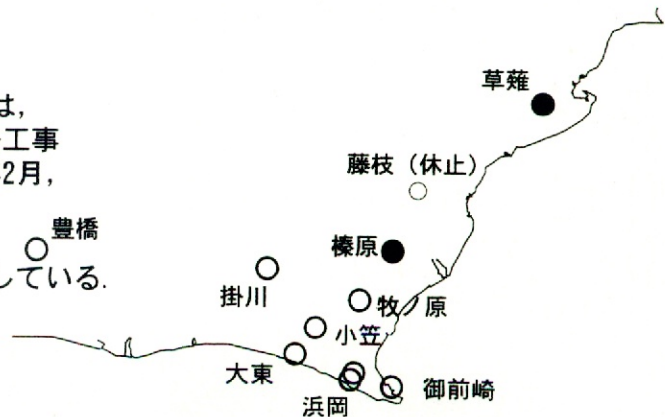 は,
工事
2月,
している.
草薙
藤枝（休止）
豊橋
榛原
掛川
牧ノ原
小笠
大東
御前崎
浜岡